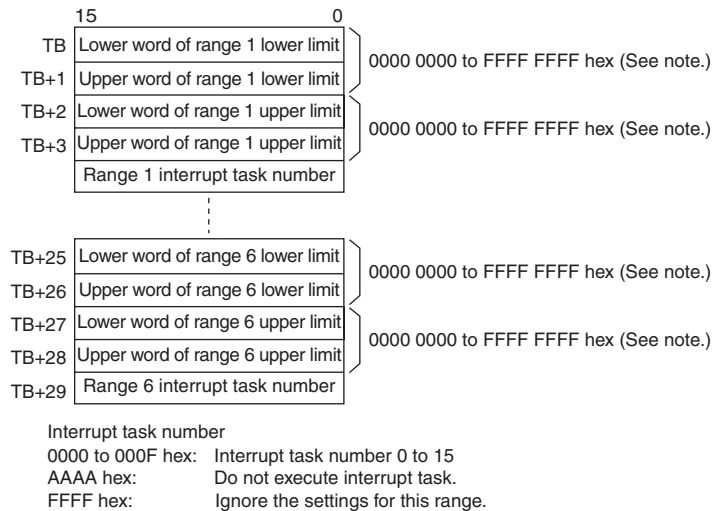 15 0
TB Lower word of range 1 lower limit
TB+1 Upper word of range 1 lower limit
0000 0000 to FFFF FFFF hex (See note.)
TB+2 Lower word of range 1 upper limit
TB+3 Upper word of range 1 upper limit
0000 0000 to FFFF FFFF hex (See note.)
Range 1 interrupt task number
TB+25 Lower word of range 6 lower limit
TB+26 Upper word of range 6 lower limit
0000 0000 to FFFF FFFF hex (See note.)
TB+27 Lower word of range 6 upper limit
TB+28 Upper word of range 6 upper limit
0000 0000 to FFFF FFFF hex (See note.)
TB+29 Range 6 interrupt task number
Interrupt task number
0000 to 000F hex: Interrupt task number 0 to 15
AAAA hex: Do not execute interrupt task.
FFFF hex: Ignore the settings for this range.